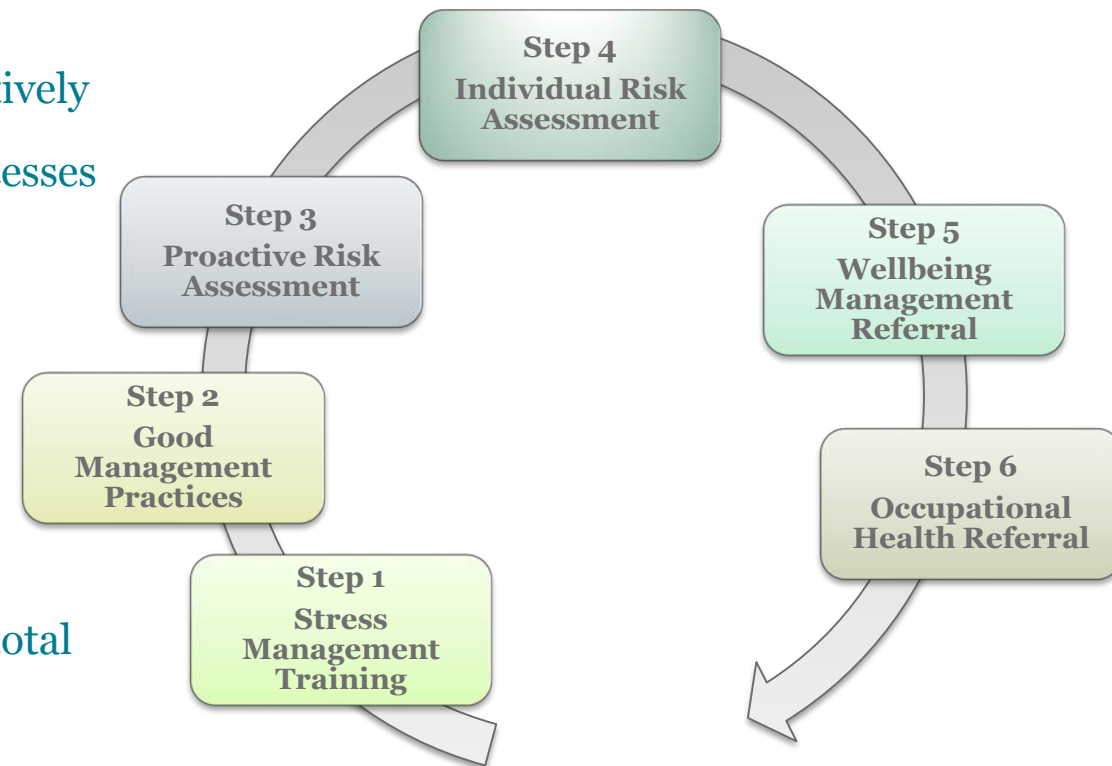 tively
esses
otal
Step 4
Individual Risk
Assessment
Step 3
Proactive Risk
Assessment
Step 5
Wellbeing
Management
Referral
Step 2
Good
Management
Practices
Step 6
Occupational
Health Referral
Step 1
Stress
Management
Training